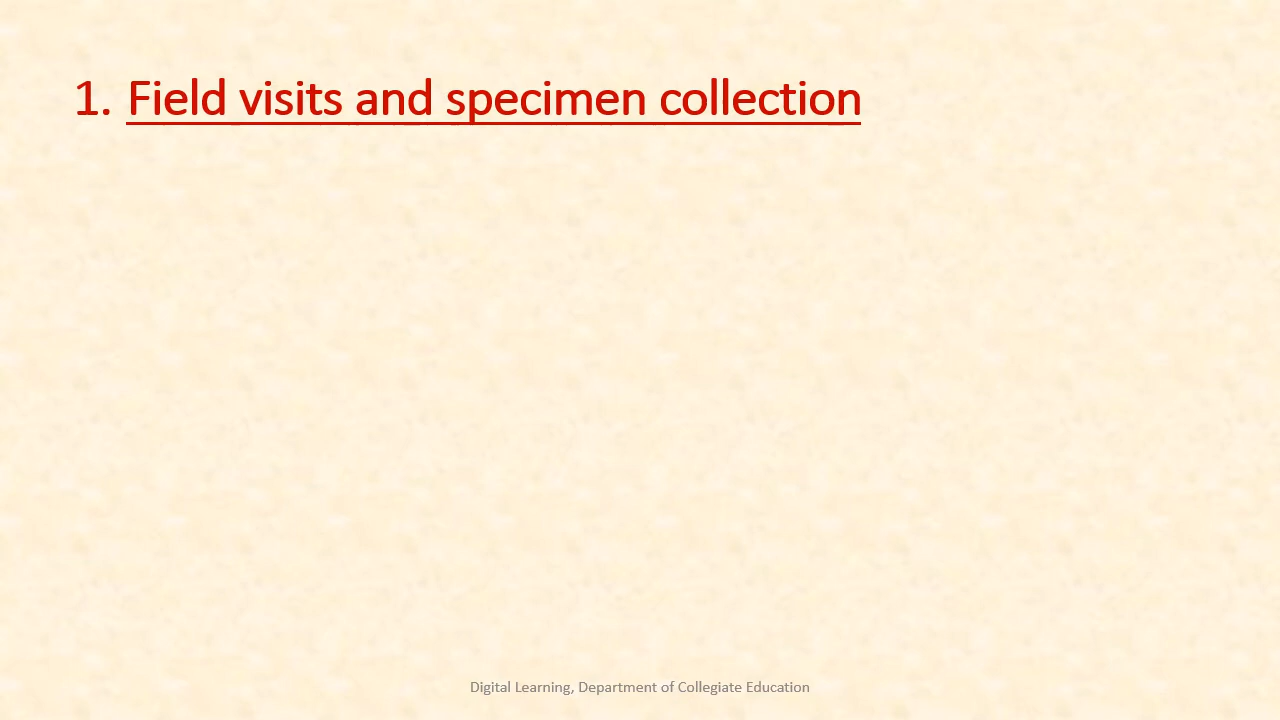 1. Field visits and specimen collection
Digital Learning, Department of Collegiate Education